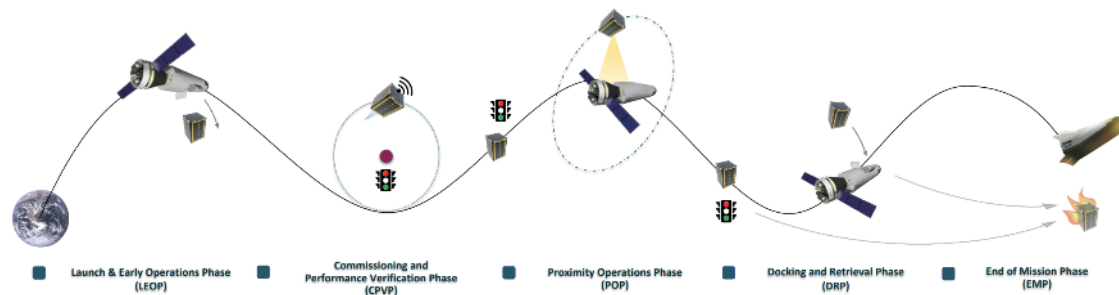 Launch & Early Operations Phase
(LEOP)
Commissioning and
Performance Verification Phase
(CPVP)
Proximity Operations Phase
(POP)
Docking and Retrieval Phase
(DRP)
End of Mission Phase
(EMP)